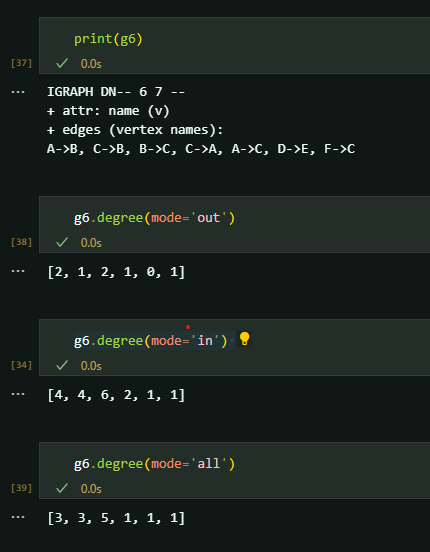 print(g6)
[37]
0.0s
IGRAPH DN-- 6 7 --
+ attr: name (v)
+ edges (vertex names):
A->B, C->B, B->C, C->A, A->C, D->E, F->C
g6.degree(mode='out')
[38]
0.0s
[2, 1, 2, 1, 0, 1]
g6.degree(mode='in')
[34]
0.0s
[4, 4, 6, 2, 1, 1]
g6.degree(mode='all')
[39]
0.0s
[3, 3, 5, 1, 1, 1]